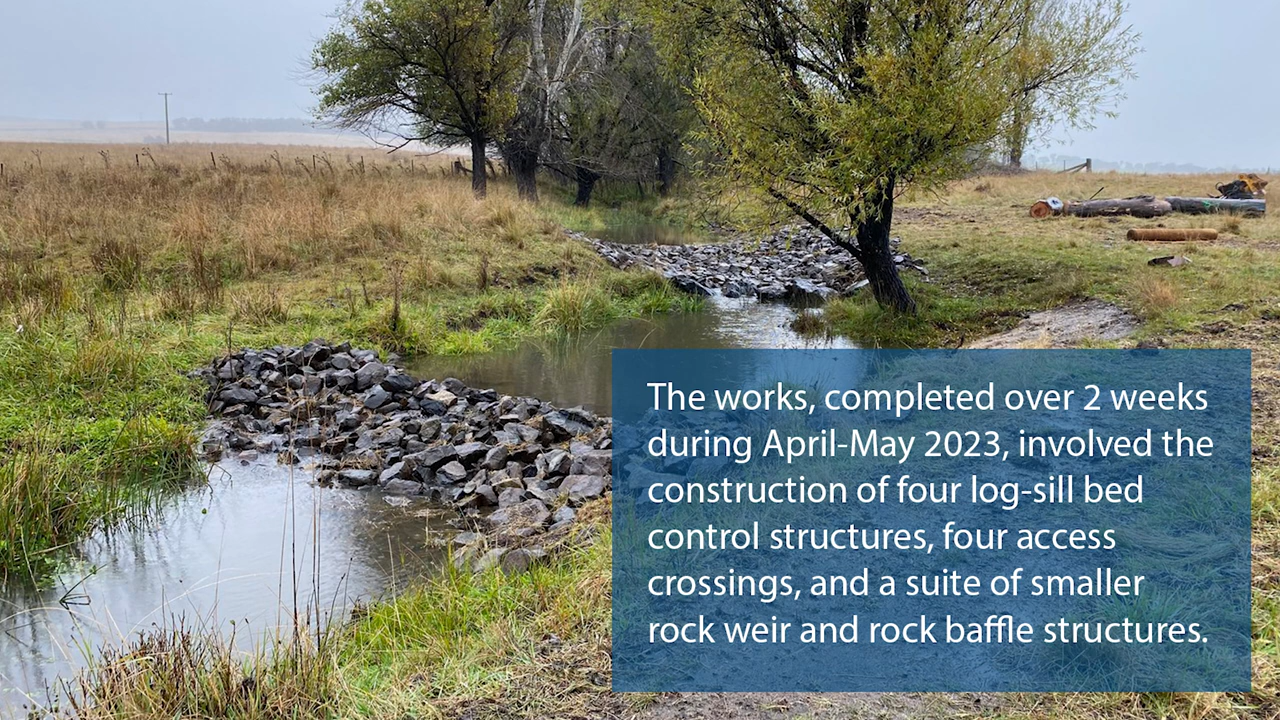 The works, completed over 2 weeks
during April-May 2023, involved the
construction of four log-sill bed
control structures, four access
crossings, and a suite of smaller
rock weir and rock baffle structures.